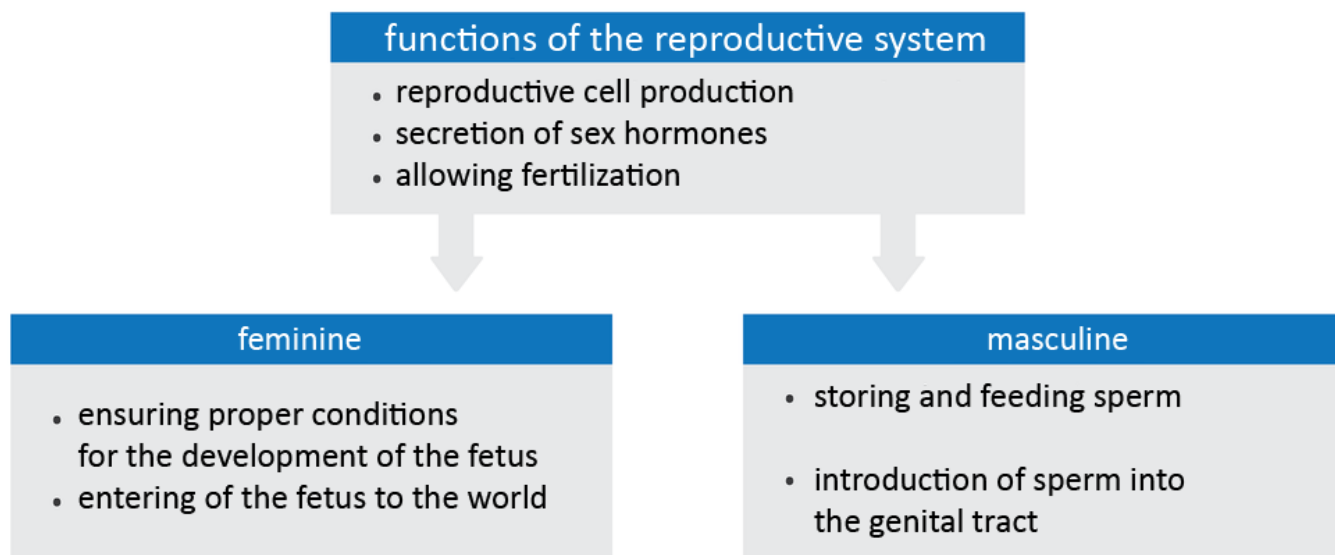 functions of the reproductive system
• reproductive cell production
• secretion of sex hormones
• allowing fertilization
feminine
• ensuring proper conditions
for the development of the fetus
• entering of the fetus to the world
masculine
• storing and feeding sperm
• introduction of sperm into
the genital tract